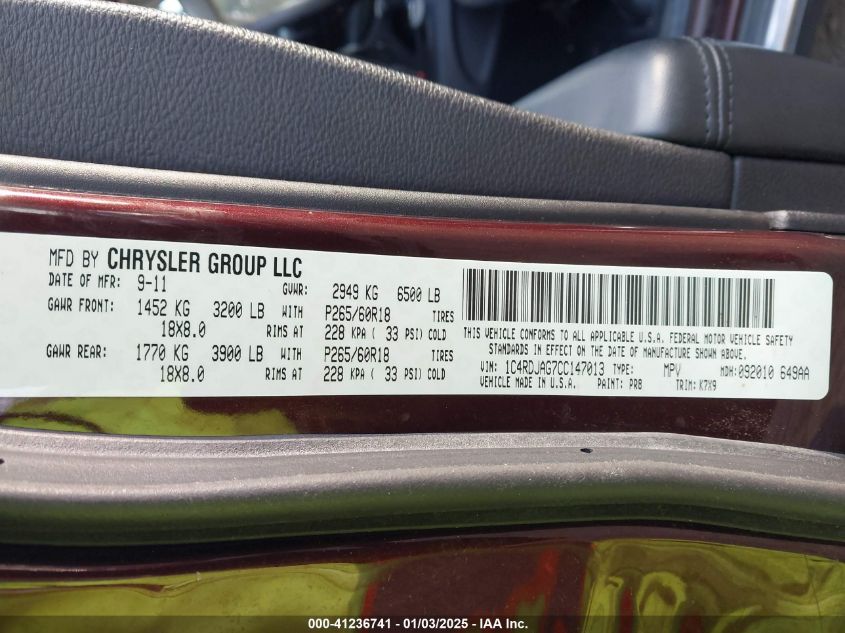 MFD BY CHRYSLER GROUP LLC
DATE OF MFR: 9-11 GVWR: 2949 KG 6500 LB
GAWR FRONT: 1452 KG 3200 LB WITH P265/60R18 TIRES
18X8.0 RIMS AT 228 KPA ( 33 PSI) COLD
GAWR REAR: 1770 KG 3900 LB WITH P265/60R18 TIRES
18X8.0 RIMS AT 228 KPA ( 33 PSI) COLD
THIS VEHICLE CONFORMS TO ALL APPLICABLE U.S.A. FEDERAL MOTOR VEHICLE SAFETY
STANDARDS IN EFFECT ON THE DATE OF MANUFACTURE SHOWN ABOVE.
VIN: 1C4RDJAG7CC147013 TYPE: MPV MDH: 092010 649AA
VEHICLE MADE IN U.S.A. PAINT: PR8 TRIM: K7X9
000-41236741 — 01/03/2025 — IAA Inc.